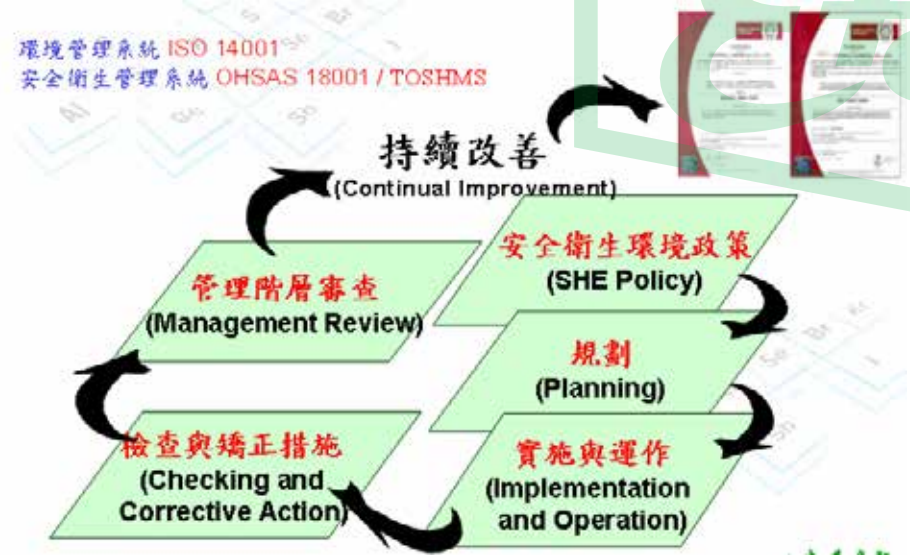 環境管理系統 ISO 14001
安全衛生管理系統 OHSAS 18001 / TOSHMS
持續改善
(Continual Improvement)
安全衛生環境政策
(SHE Policy)
規劃
(Planning)
實施與運作
(Implementation
and Operation)
檢查與矯正措施
(Checking and
Corrective Action)
管理階層審查
(Management Review)